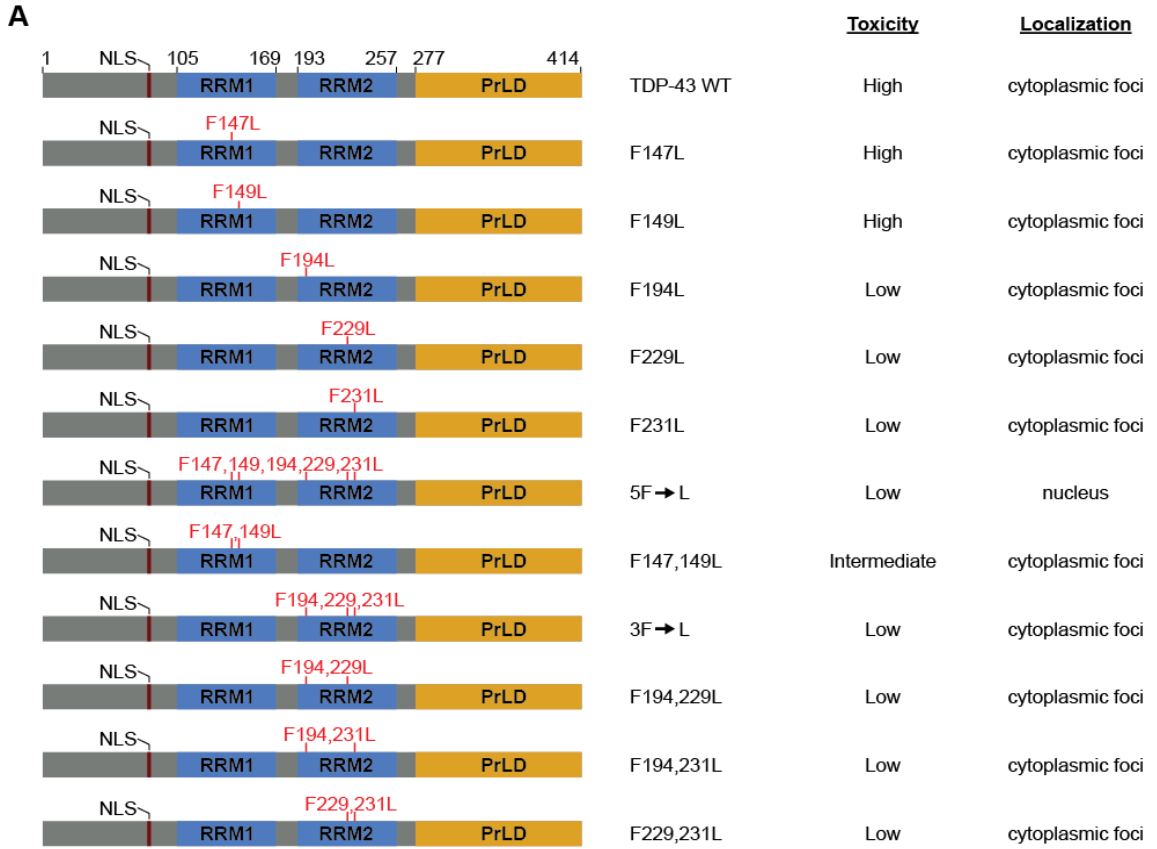 A
Toxicity Localization
1 NLS 105 169 193 257 277 414
RRM1 RRM2 PrLD TDP-43 WT High cytoplasmic foci
NLS F147L
RRM1 RRM2 PrLD F147L High cytoplasmic foci
NLS F149L
RRM1 RRM2 PrLD F149L High cytoplasmic foci
NLS F194L
RRM1 RRM2 PrLD F194L Low cytoplasmic foci
NLS F229L
RRM1 RRM2 PrLD F229L Low cytoplasmic foci
NLS F231L
RRM1 RRM2 PrLD F231L Low cytoplasmic foci
NLS F147,149,194,229,231L
RRM1 RRM2 PrLD 5F→L Low nucleus
NLS F147,149L
RRM1 RRM2 PrLD F147,149L Intermediate cytoplasmic foci
NLS F194,229,231L
RRM1 RRM2 PrLD 3F→L Low cytoplasmic foci
NLS F194,229L
RRM1 RRM2 PrLD F194,229L Low cytoplasmic foci
NLS F194,231L
RRM1 RRM2 PrLD F194,231L Low cytoplasmic foci
NLS F229,231L
RRM1 RRM2 PrLD F229,231L Low cytoplasmic foci